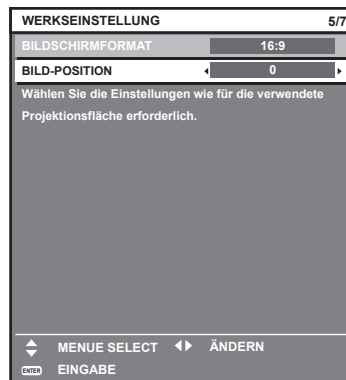 WERKSEINSTELLUNG 5/7
BILDSCHIRMFORMAT 16:9
BILD-POSITION 0
Wählen Sie die Einstellungen wie für die verwendete
Projektionsfläche erforderlich.
MENUE SELECT ÄNDERN
ENTER EINGABE